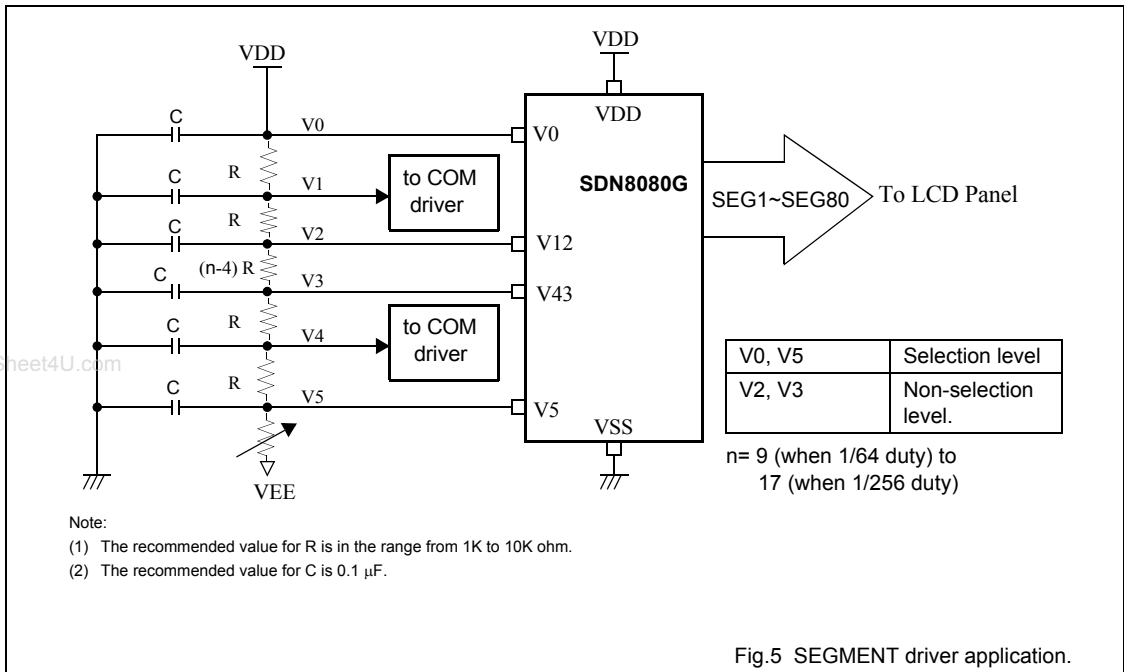 VDD
VDD
VDD
C
V0
V0
R
C
V1
to COM
driver
SDN8080G
SEG1~SEG80
To LCD Panel
R
C
V2
V12
(n-4) R
C
V3
V43
R
C
V4
to COM
driver
Sheet4U.com
R
C
V5
V5
VSS
VEE
V0, V5 Selection level
V2, V3 Non-selection
level.
n= 9 (when 1/64 duty) to
17 (when 1/256 duty)
Note:
(1) The recommended value for R is in the range from 1K to 10K ohm.
(2) The recommended value for C is 0.1 μF.
Fig.5 SEGMENT driver application.